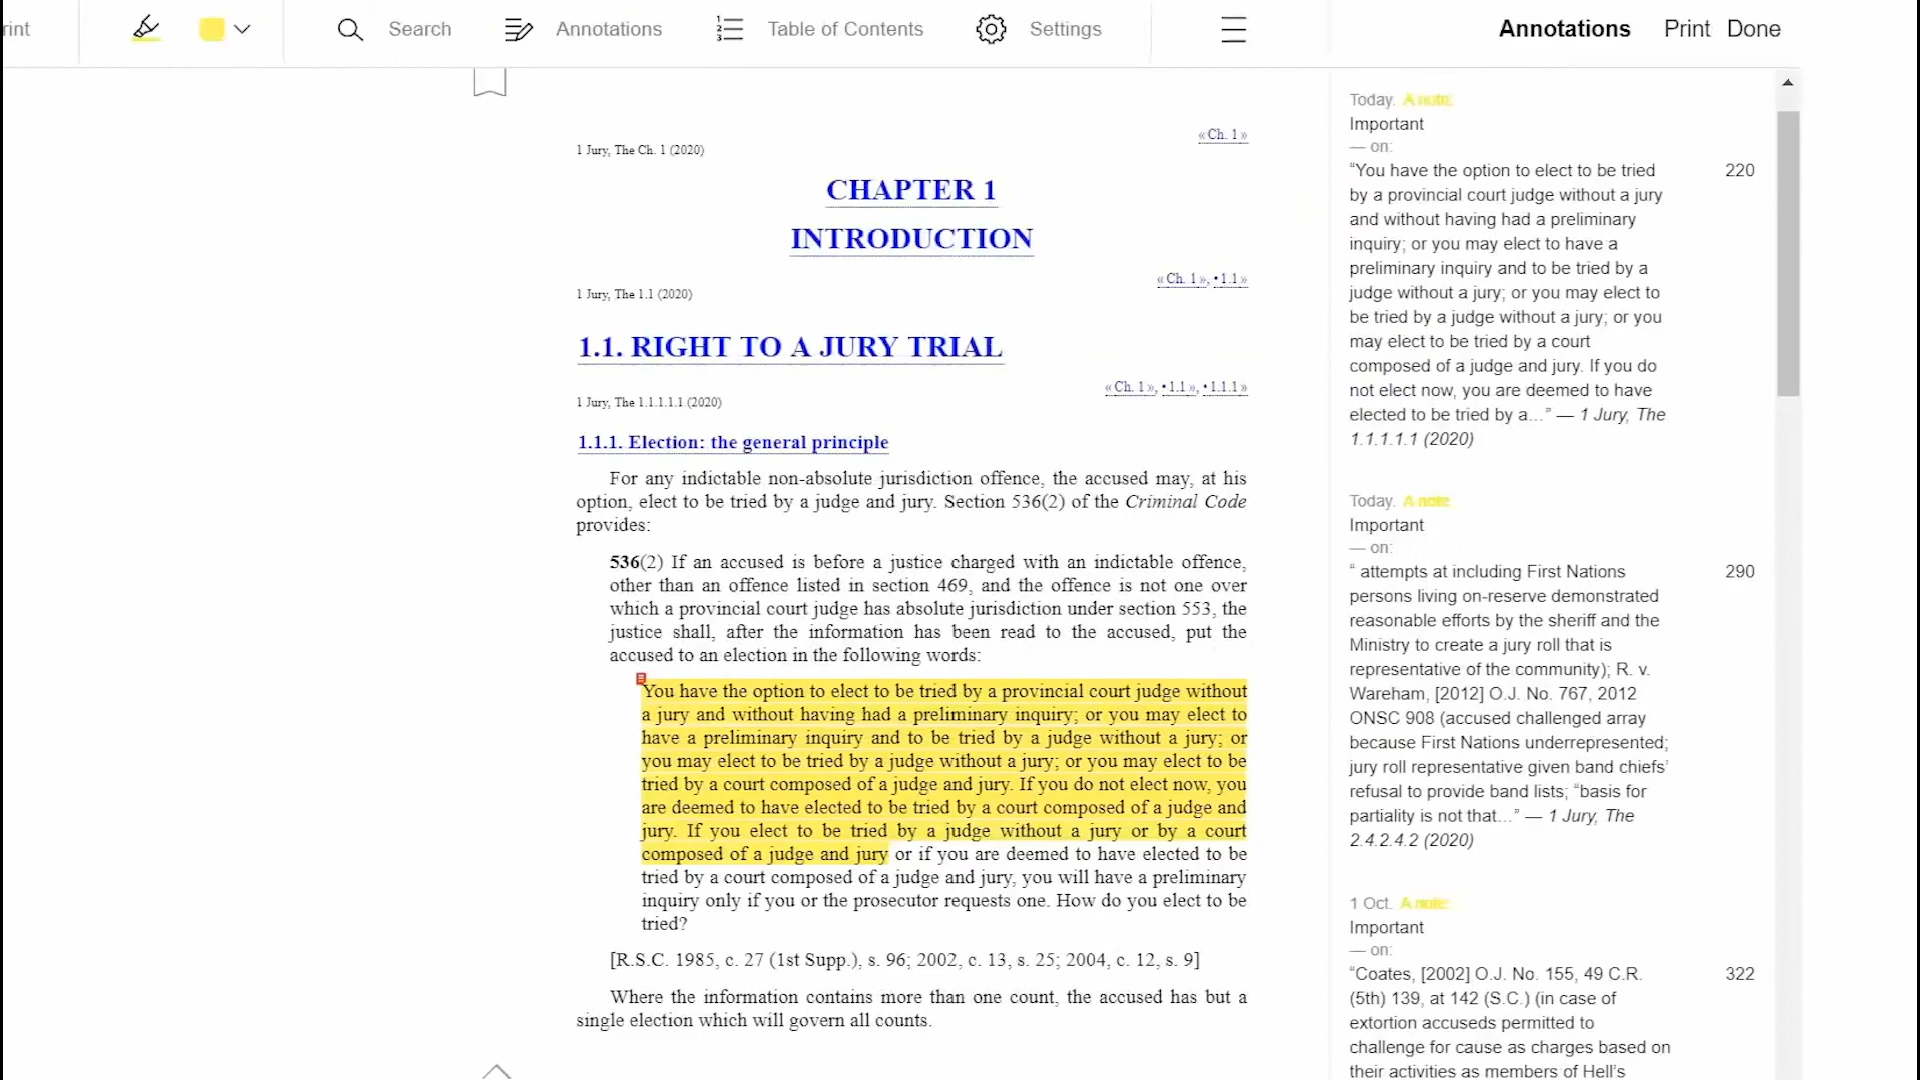 rint
Search
Annotations
Table of Contents
Settings
Annotations
Print
Done
« Ch. 1 »
1 Jury, The Ch. 1 (2020)
CHAPTER 1
INTRODUCTION
« Ch. 1 », • 1.1 »
1 Jury, The 1.1 (2020)
1.1. RIGHT TO A JURY TRIAL
« Ch. 1 », • 1.1 », • 1.1.1 »
1 Jury, The 1.1.1.1.1 (2020)
1.1.1. Election: the general principle
For any indictable non-absolute jurisdiction offence, the accused may, at his
option, elect to be tried by a judge and jury. Section 536(2) of the Criminal Code
provides:
536(2) If an accused is before a justice charged with an indictable offence,
other than an offence listed in section 469, and the offence is not one over
which a provincial court judge has absolute jurisdiction under section 553, the
justice shall, after the information has been read to the accused, put the
accused to an election in the following words:
You have the option to elect to be tried by a provincial court judge without
a jury and without having had a preliminary inquiry; or you may elect to
have a preliminary inquiry and to be tried by a judge without a jury; or
you may elect to be tried by a judge without a jury; or you may elect to be
tried by a court composed of a judge and jury. If you do not elect now, you
are deemed to have elected to be tried by a court composed of a judge and
jury. If you elect to be tried by a judge without a jury or by a court
composed of a judge and jury or if you are deemed to have elected to be
tried by a court composed of a judge and jury, you will have a preliminary
inquiry only if you or the prosecutor requests one. How do you elect to be
tried?
[R.S.C. 1985, c. 27 (1st Supp.), s. 96; 2002, c. 13, s. 25; 2004, c. 12, s. 9]
Where the information contains more than one count, the accused has but a
single election which will govern all counts.
Today. A note:
Important
— on:
“You have the option to elect to be tried 220
by a provincial court judge without a jury
and without having had a preliminary
inquiry; or you may elect to have a
preliminary inquiry and to be tried by a
judge without a jury; or you may elect to
be tried by a judge without a jury; or you
may elect to be tried by a court
composed of a judge and jury. If you do
not elect now, you are deemed to have
elected to be tried by a...” — 1 Jury, The
1.1.1.1.1 (2020)
Today. A note:
Important
— on:
“ attempts at including First Nations 290
persons living on-reserve demonstrated
reasonable efforts by the sheriff and the
Ministry to create a jury roll that is
representative of the community); R. v.
Wareham, [2012] O.J. No. 767, 2012
ONSC 908 (accused challenged array
because First Nations underrepresented;
jury roll representative given band chiefs’
refusal to provide band lists; “basis for
partiality is not that...” — 1 Jury, The
2.4.2.4.2 (2020)
1 Oct. A note:
Important
— on:
“Coates, [2002] O.J. No. 155, 49 C.R. 322
(5th) 139, at 142 (S.C.) (in case of
extortion accuseds permitted to
challenge for cause as charges based on
their activities as members of Hell’s